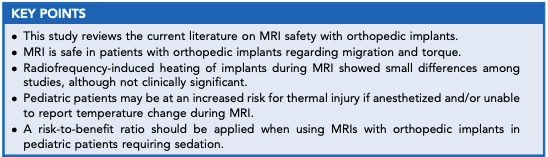 KEY POINTS
• This study reviews the current literature on MRI safety with orthopedic implants.
• MRI is safe in patients with orthopedic implants regarding migration and torque.
• Radiofrequency-induced heating of implants during MRI showed small differences among
studies, although not clinically significant.
• Pediatric patients may be at an increased risk for thermal injury if anesthetized and/or unable
to report temperature change during MRI.
• A risk-to-benefit ratio should be applied when using MRIs with orthopedic implants in
pediatric patients requiring sedation.